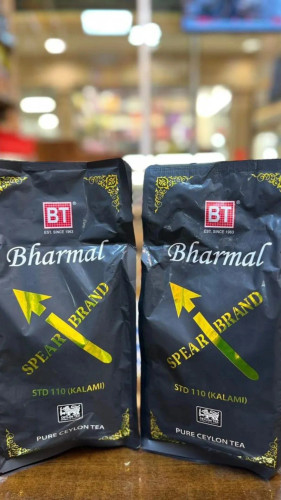 BT
EST. SINCE 1983
Bharmal
SPEAR BRAND
STD 110 (KALAMI)
PURE CEYLON TEA
BT
EST. SINCE 1983
Bharmal
SPEAR BRAND
STD 110 (KALAMI)
PURE CEYLON TEA